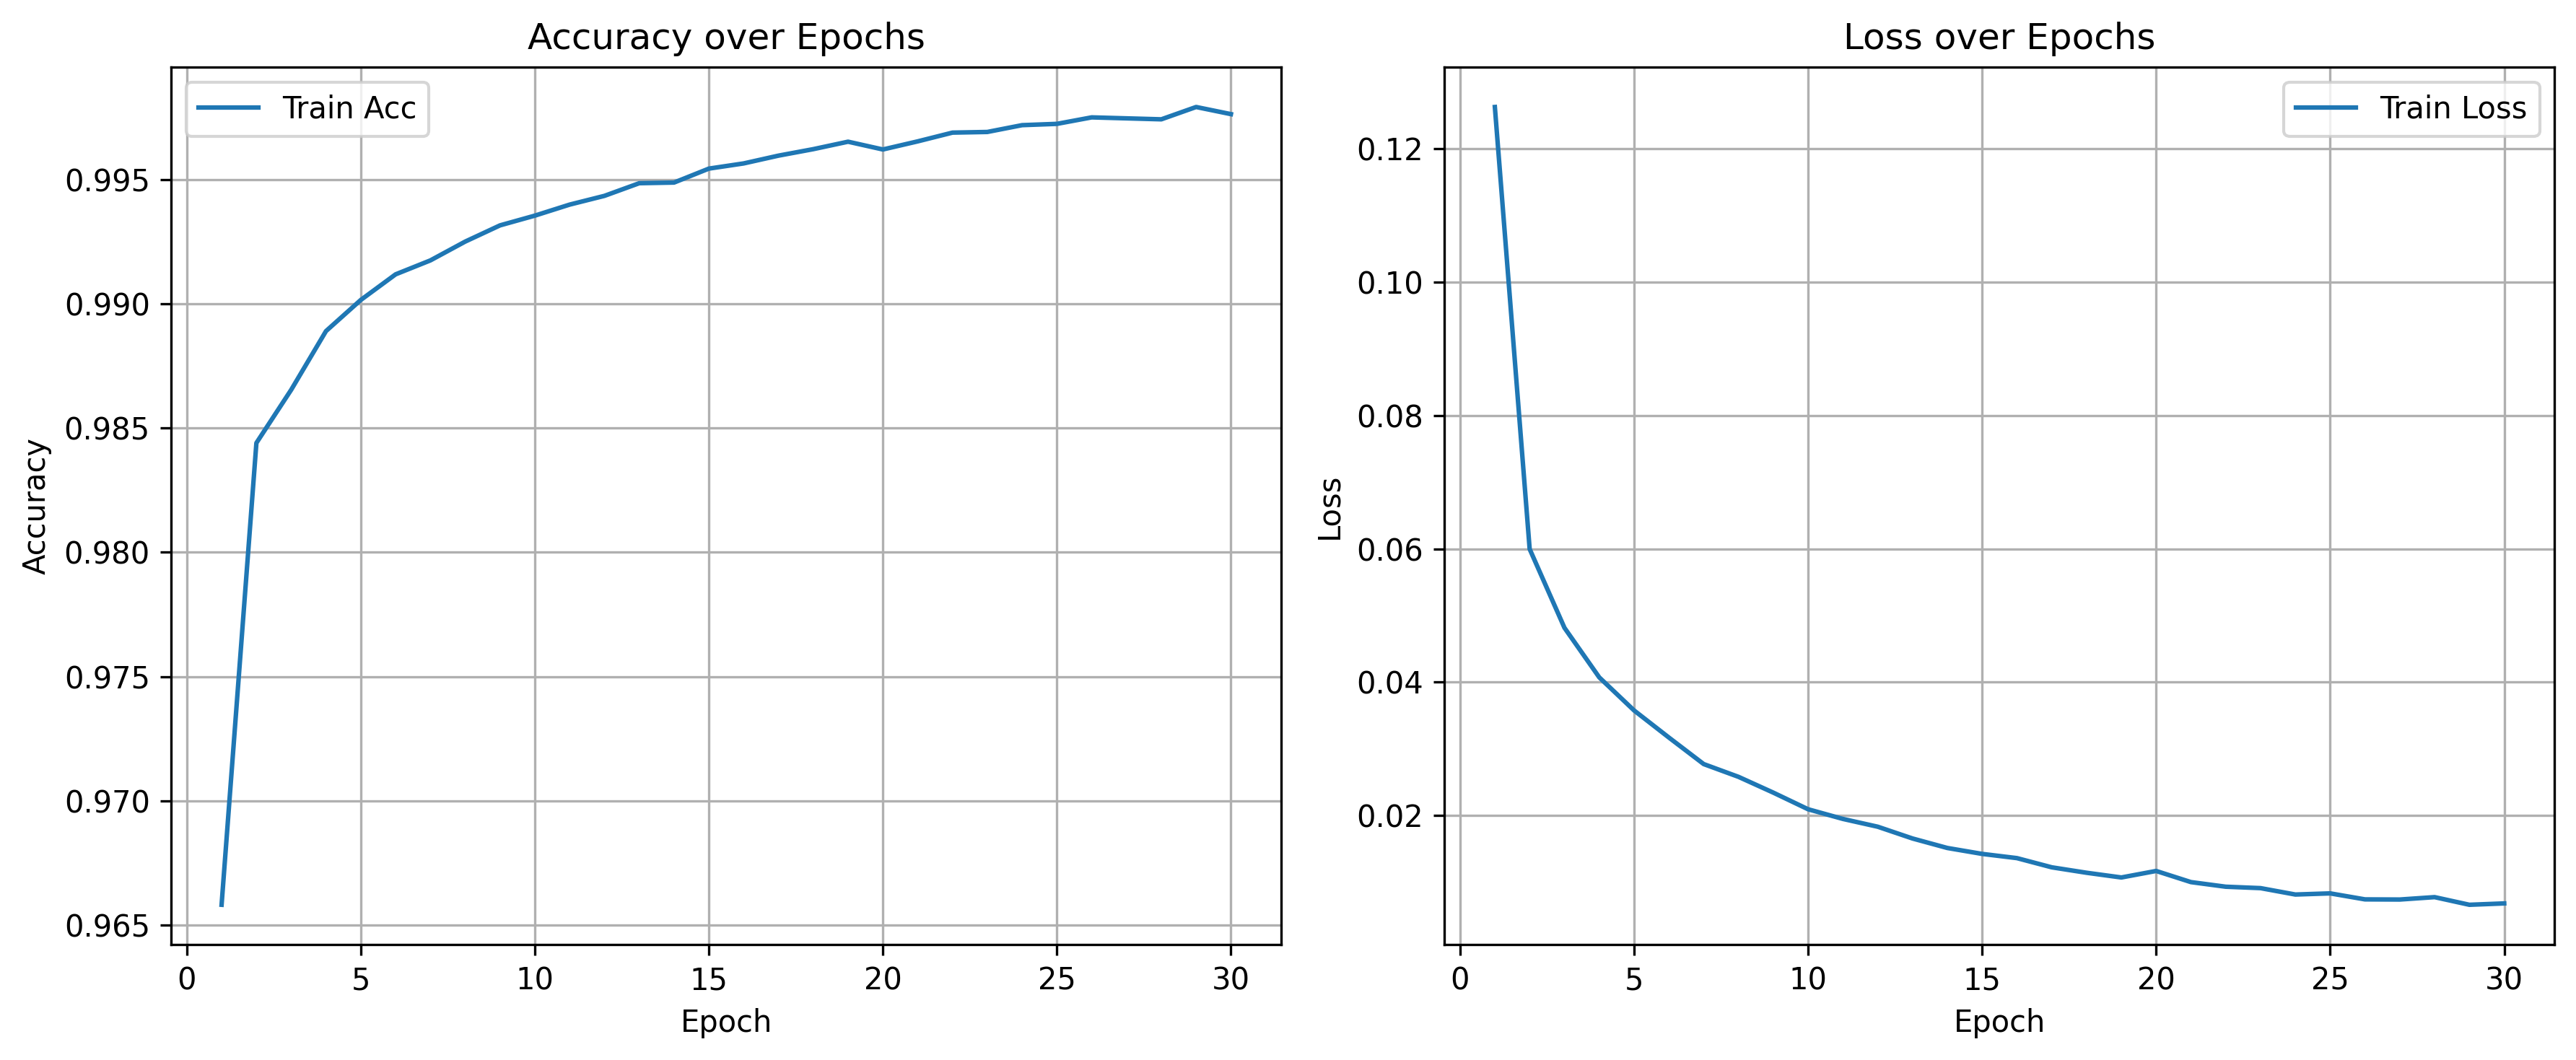 Accuracy over Epochs
Train Acc
0.995
0.990
0.985
0.980
0.975
0.970
0.965
Accuracy
0 5 10 15 20 25 30
Epoch
Loss over Epochs
Train Loss
0.12
0.10
0.08
0.06
0.04
0.02
Loss
0 5 10 15 20 25 30
Epoch